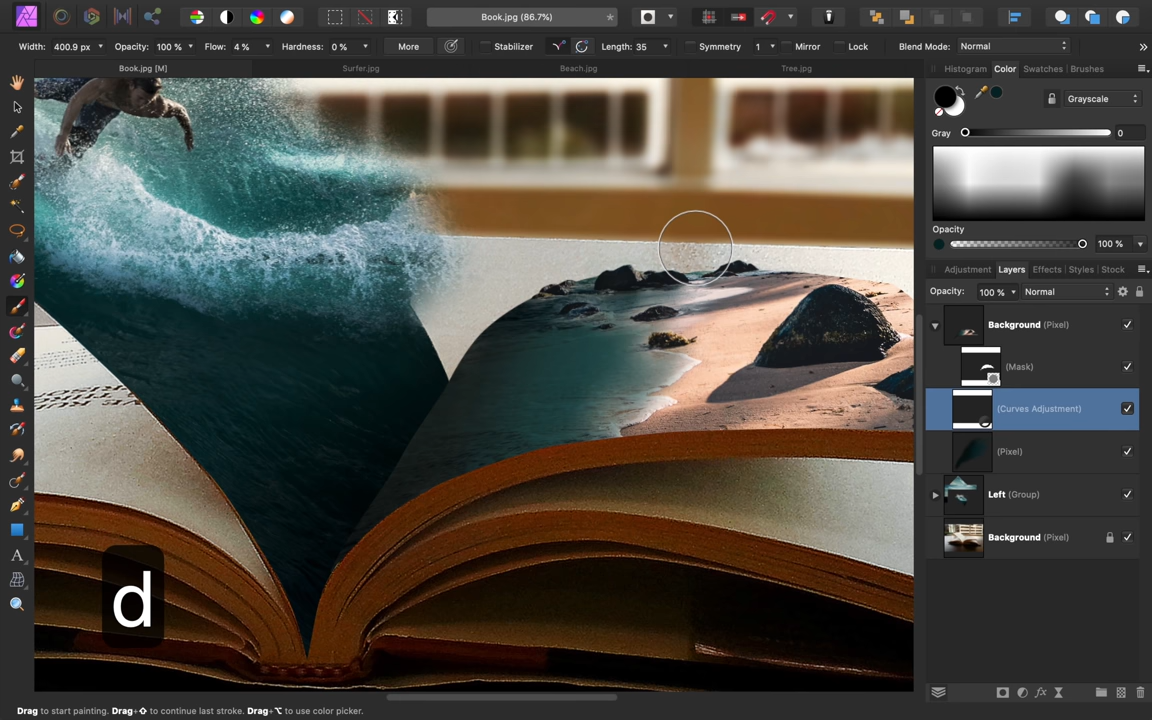 Book.jpg (86.7%)
Width: 400.9 px Opacity: 100 % Flow: 4 % Hardness: 0 % More Stabilizer Length: 35 Symmetry 1 Mirror Lock Blend Mode: Normal
Book.jpg [M] Surfer.jpg Beach.jpg Tree.jpg
Histogram Color Swatches Brushes
Grayscale
Gray 0
Opacity
100 %
Adjustment Layers Effects Styles Stock
Opacity: 100 % Normal
Background (Pixel)
(Mask)
(Curves Adjustment)
(Pixel)
Left (Group)
Background (Pixel)
d
A
Drag to start painting. Drag+⇧ to continue last stroke. Drag+⌥ to use color picker.